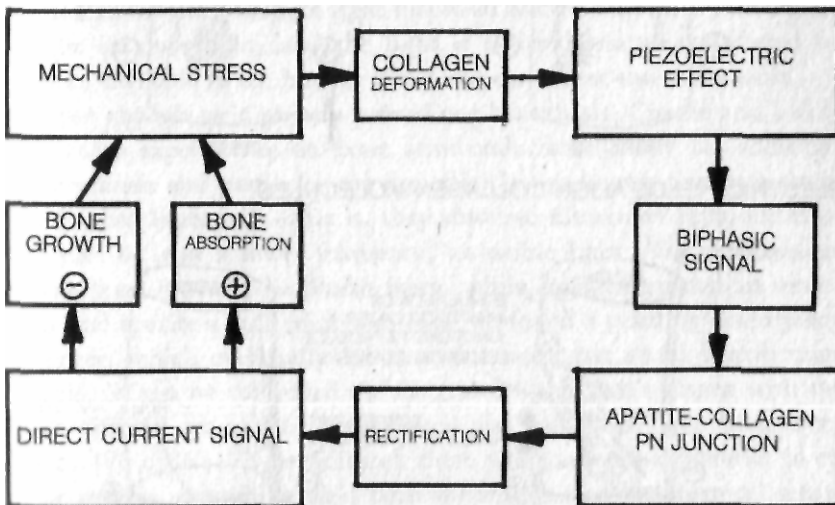 MECHANICAL STRESS
COLLAGEN
DEFORMATION
PIEZOELECTRIC
EFFECT
BONE
GROWTH
−
BONE
ABSORPTION
+
BIPHASIC
SIGNAL
DIRECT CURRENT SIGNAL
RECTIFICATION
APATITE-COLLAGEN
PN JUNCTION